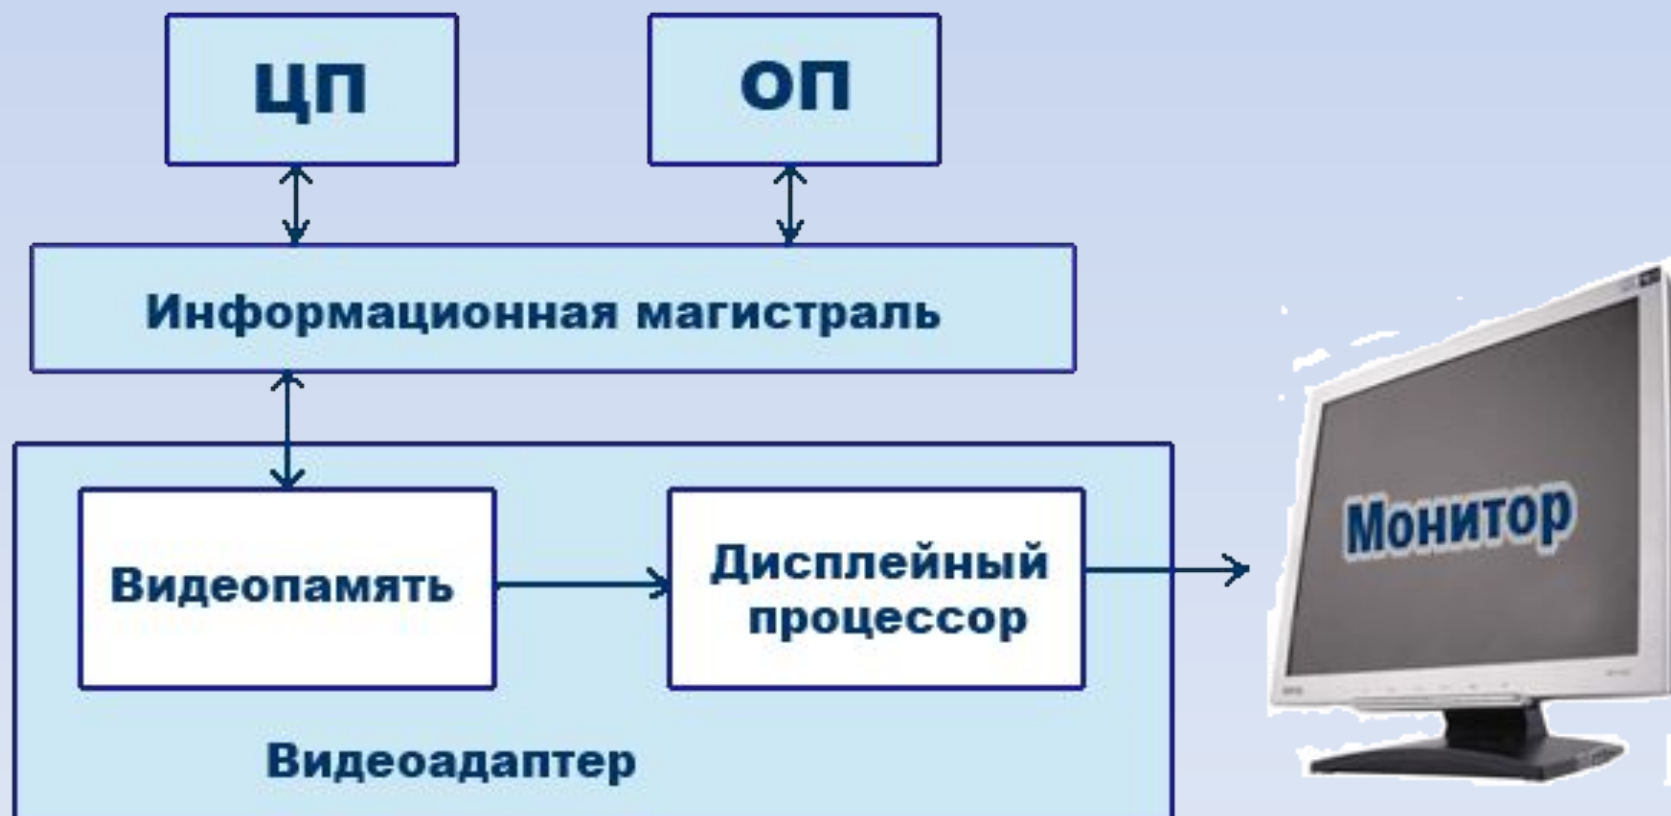 ЦП
ОП
Информационная магистраль
Видеопамять
Дисплейный
процессор
Монитор
Видеоадаптер